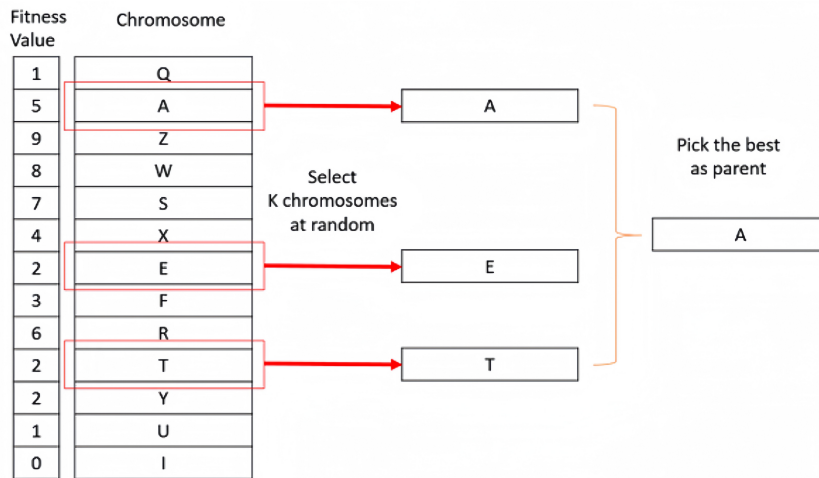 Fitness
Value
Chromosome
1 Q
5 A
9 Z
8 W
7 S
4 X
2 E
3 F
6 R
2 T
2 Y
1 U
0 I
A
Select
K chromosomes
at random
E
T
Pick the best
as parent
A